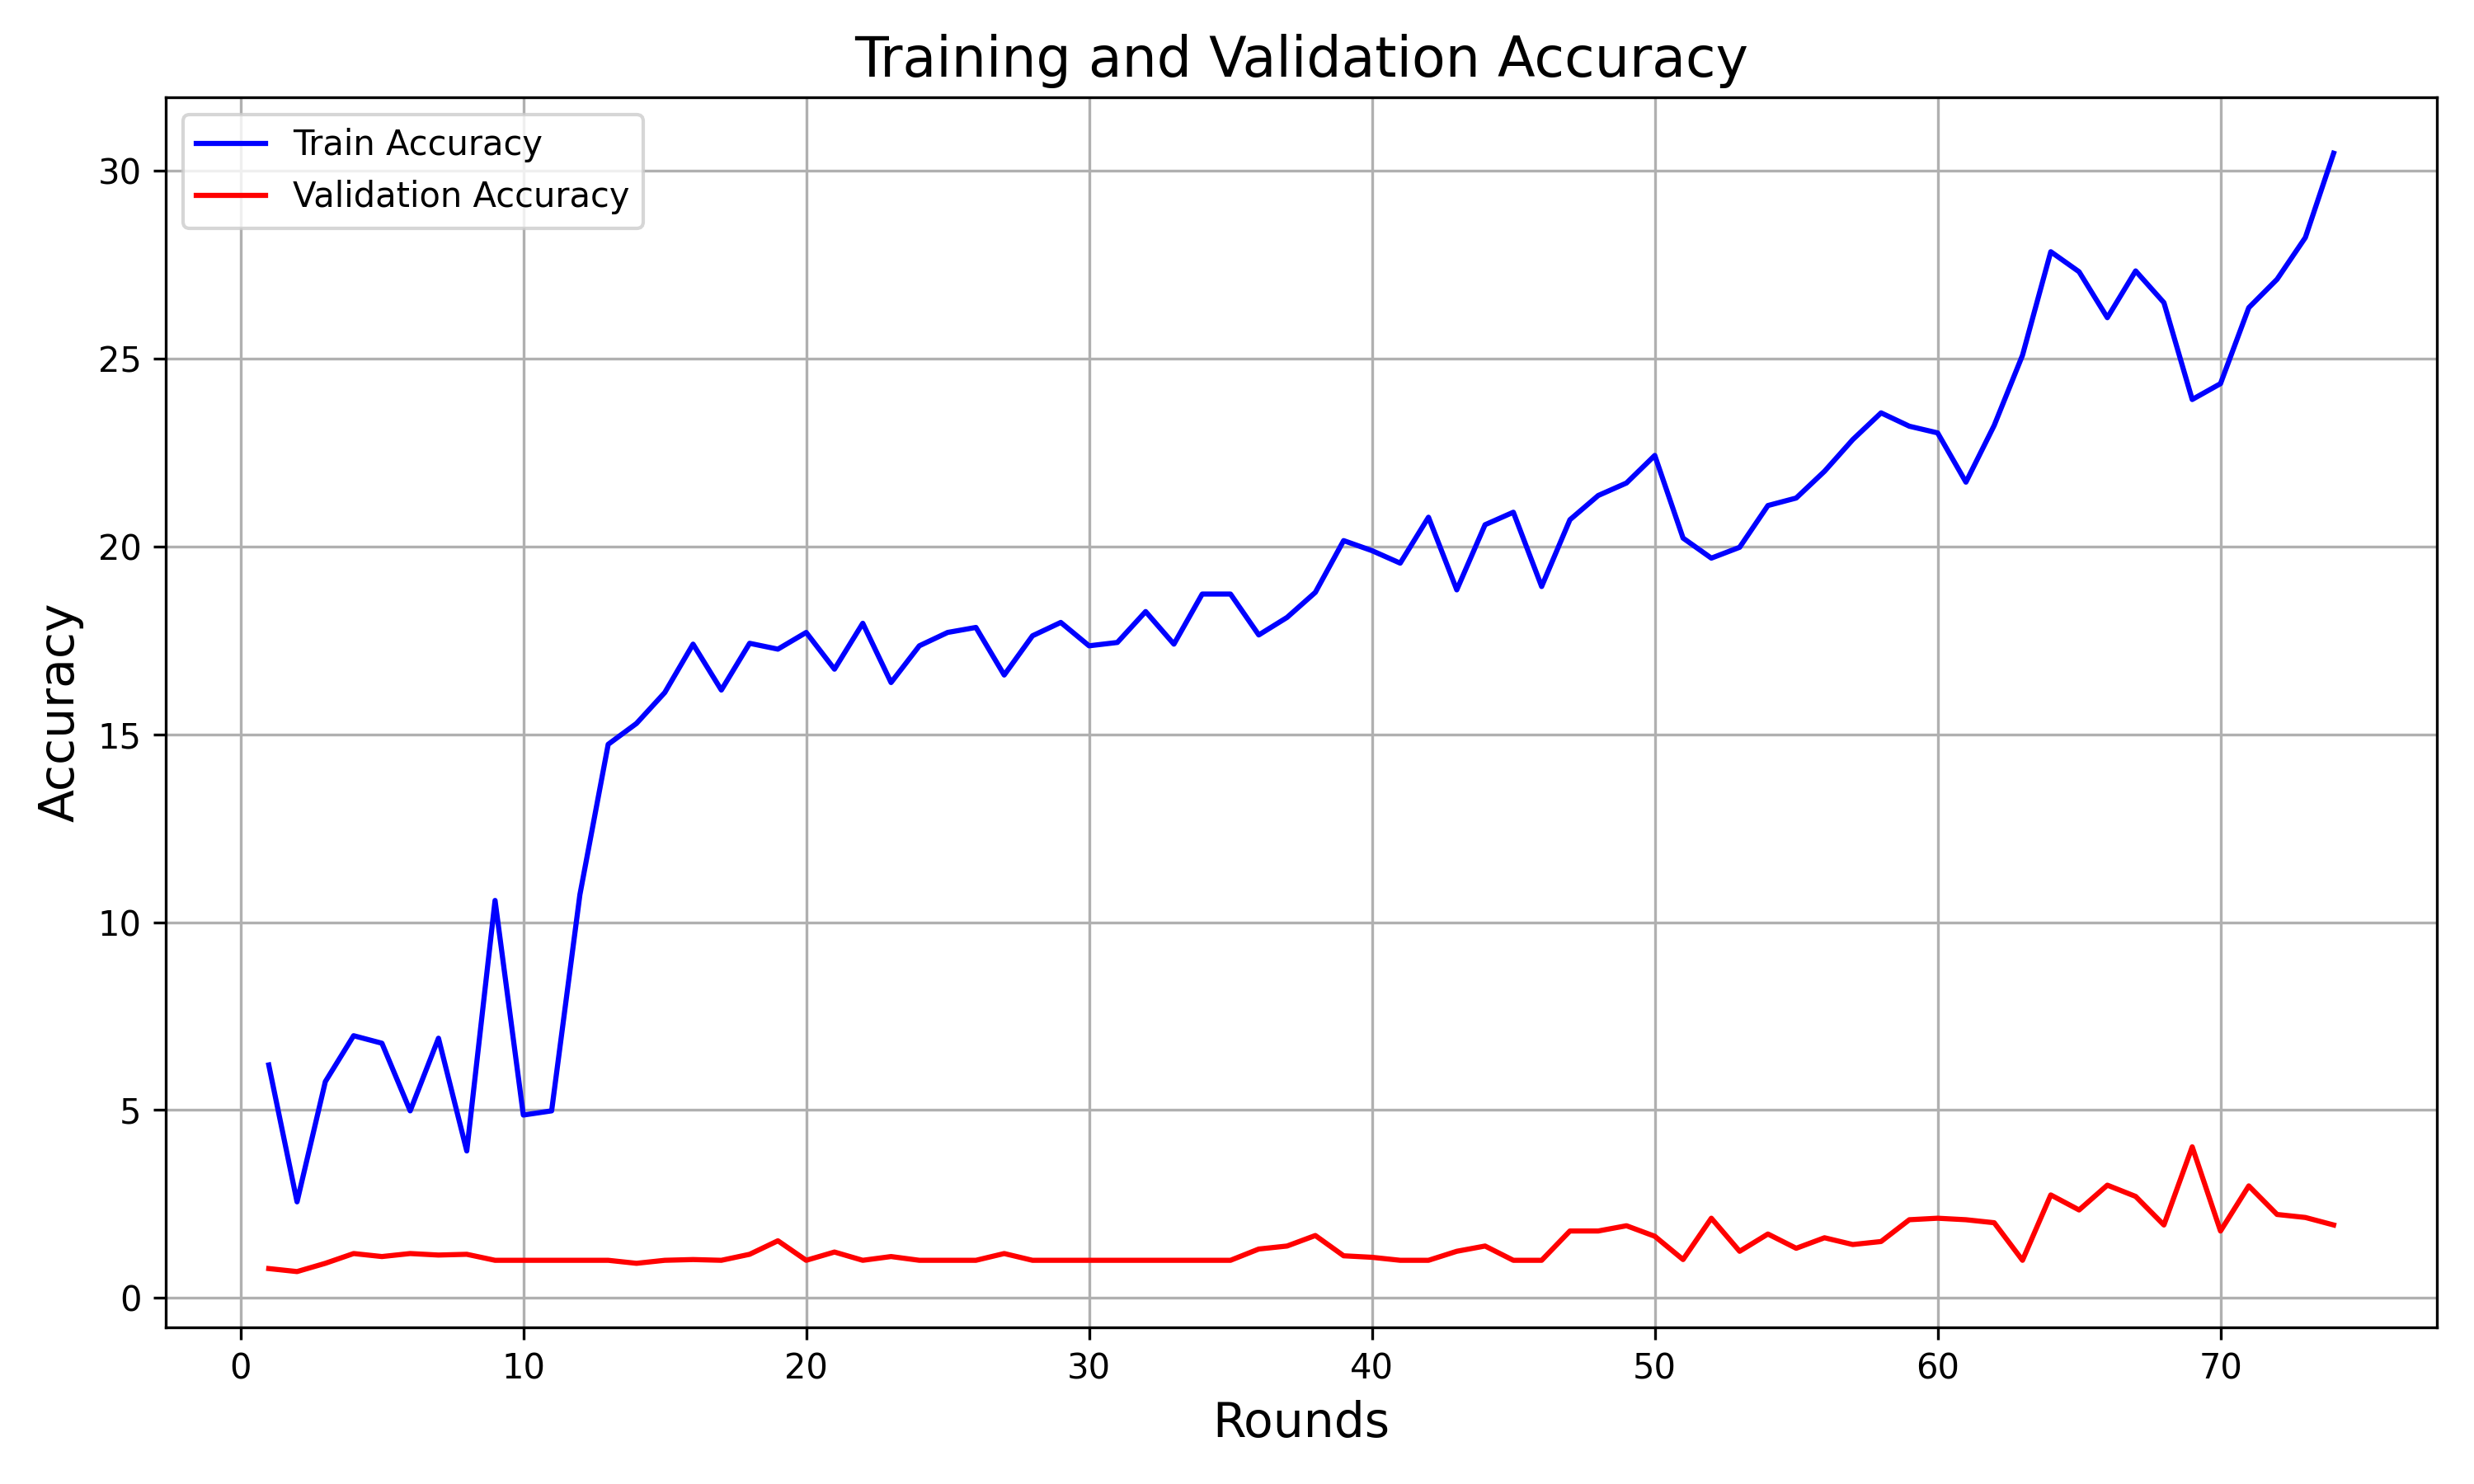 Training and Validation Accuracy
Train Accuracy
Validation Accuracy
Accuracy
30
25
20
15
10
5
0
0 10 20 30 40 50 60 70
Rounds